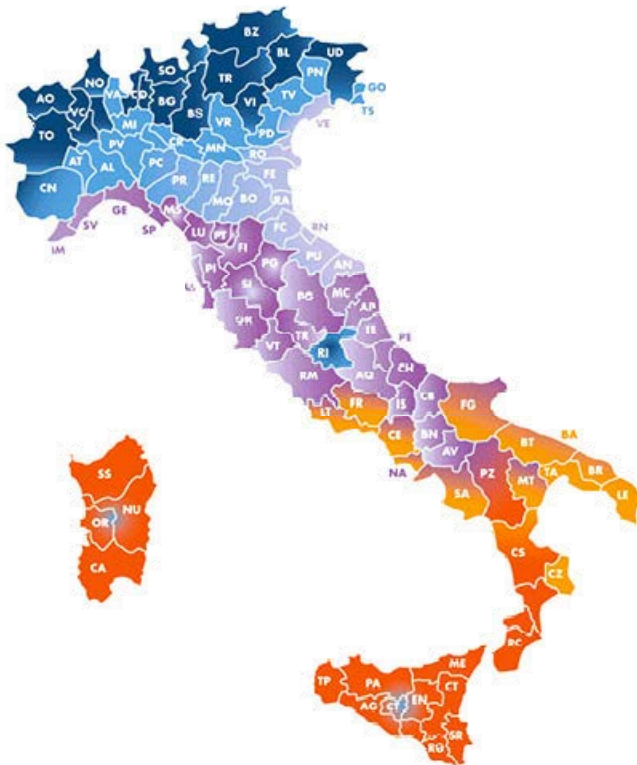 BZ
BL
UD
SO
NO
TR
PN
AO
VA
CO
BG
VI
TV
GO
VC
BS
TS
MI
VR
PD
VE
TO
PV
CR
MN
RO
AT
AL
PC
FE
CN
PR
RE
MO
BO
RA
GE
MS
SV
SP
LU
PT
FI
FC
RN
IM
PI
PG
PU
AN
SI
PG
MC
AP
GR
TE
TR
PE
VT
RI
CH
RM
AQ
FR
IS
CB
FG
LT
CE
BN
BT
BA
AV
NA
PZ
MT
TA
BR
SA
LE
SS
OR
NU
CS
CZ
CA
RC
ME
TP
PA
EN
CT
AG
CT
SR
RG